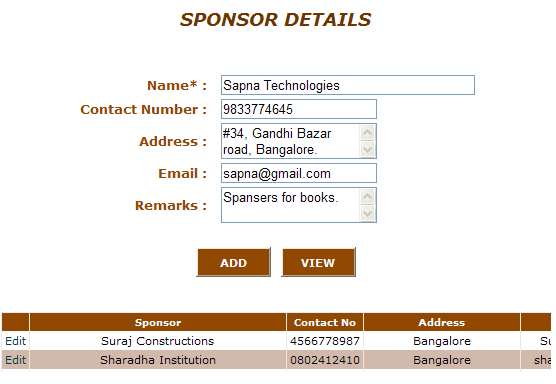 SPONSOR DETAILS
Name* : Sapna Technologies
Contact Number : 9833774645
Address : #34, Gandhi Bazar
road, Bangalore.
Email : sapna@gmail.com
Remarks : Spansers for books.
ADD VIEW
Sponsor Contact No Address
Edit Suraj Constructions 4566778987 Bangalore
Edit Sharadha Institution 0802412410 Bangalore